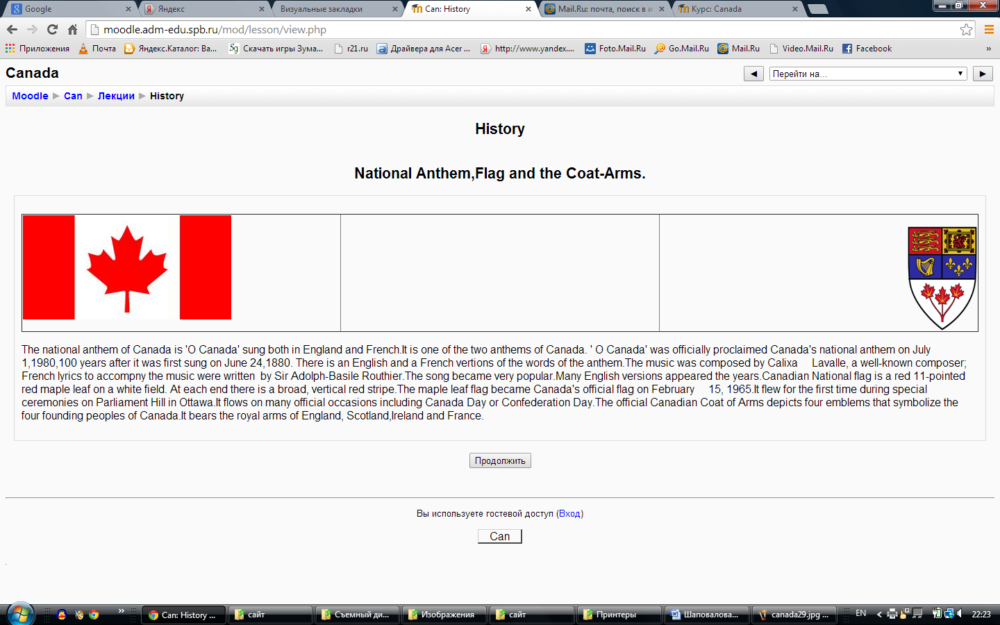 Google
Яндекс
Визуальные закладки
Can: History
Mail.Ru: почта, поиск в и
Курс: Canada
moodle.adm-edu.spb.ru/mod/lesson/view.php
Приложения
Почта
Яндекс.Каталог: Ва...
Скачать игры Зума...
r21.ru
Драйвера для Acer ...
http://www.yandex....
Foto.Mail.Ru
Go.Mail.Ru
Mail.Ru
Video.Mail.Ru
Facebook
»
Canada
Перейти на...
Moodle ► Can ► Лекции ► History
History
National Anthem,Flag and the Coat-Arms.
The national anthem of Canada is 'O Canada' sung both in England and French.It is one of the two anthems of Canada. ' O Canada' was officially proclaimed Canada's national anthem on July
1,1980,100 years after it was first sung on June 24,1880. There is an English and a French vertions of the words of the anthem.The music was composed by Calixa Lavalle, a well-known composer;
French lyrics to accompny the music were written by Sir Adolph-Basile Routhier.The song became very popular.Many English versions appeared the years.Canadian National flag is a red 11-pointed
red maple leaf on a white field. At each end there is a broad, vertical red stripe.The maple leaf flag became Canada's official flag on February 15, 1965.It flew for the first time during special
ceremonies on Parliament Hill in Ottawa.It flows on many official occasions including Canada Day or Confederation Day.The official Canadian Coat of Arms depicts four emblems that symbolize the
four founding peoples of Canada.It bears the royal arms of England, Scotland,Ireland and France.
Продолжить
Вы используете гостевой доступ (Вход)
Can
»
Can: History ...
сайт
Съемный ди...
Изображения
сайт
Принтеры
Шаповалова...
canada29.jpg ...
EN
22:23